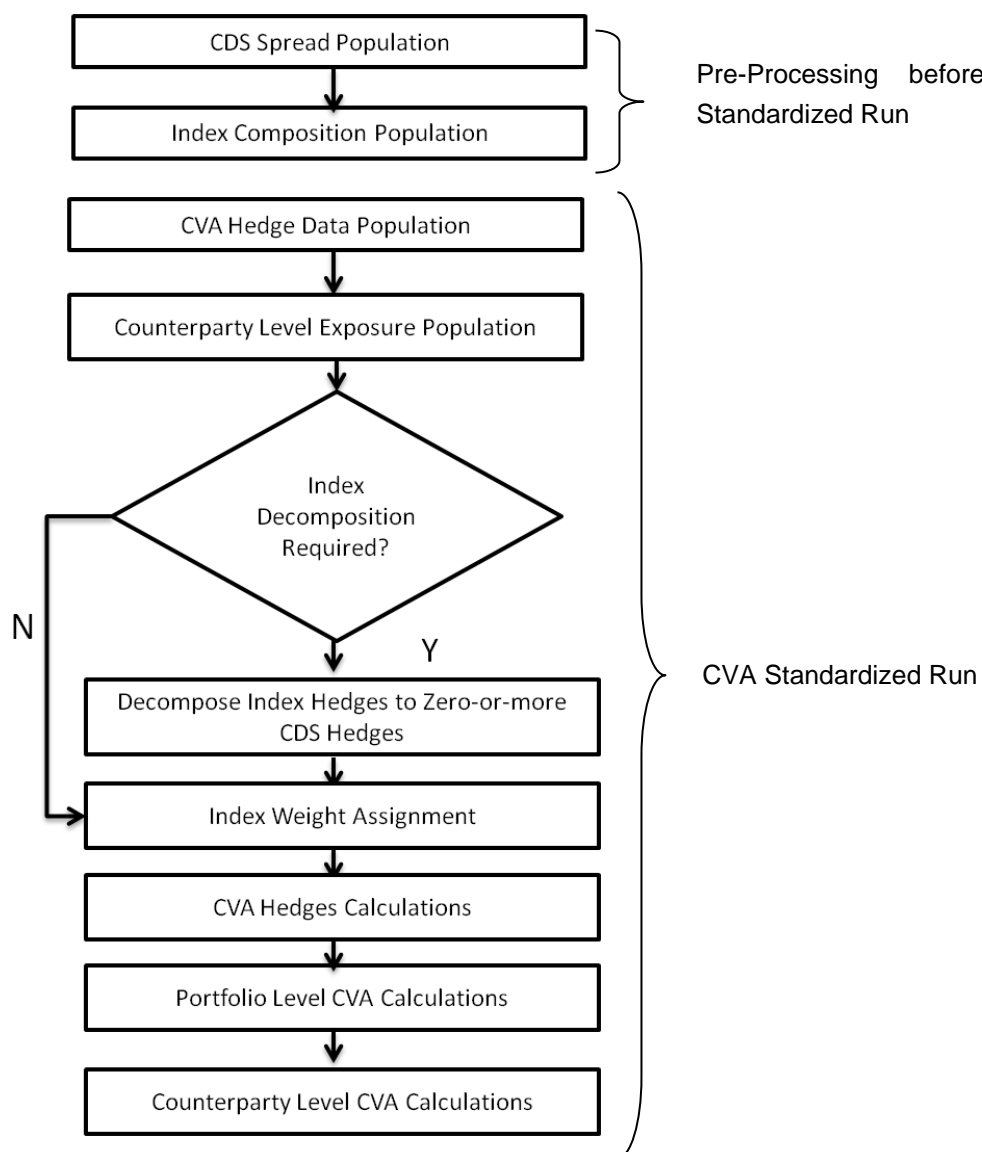 CDS Spread Population
Index Composition Population
Pre-Processing before
Standardized Run
CVA Hedge Data Population
Counterparty Level Exposure Population
Index
Decomposition
Required?
N
Y
Decompose Index Hedges to Zero-or-more
CDS Hedges
Index Weight Assignment
CVA Hedges Calculations
Portfolio Level CVA Calculations
Counterparty Level CVA Calculations
CVA Standardized Run